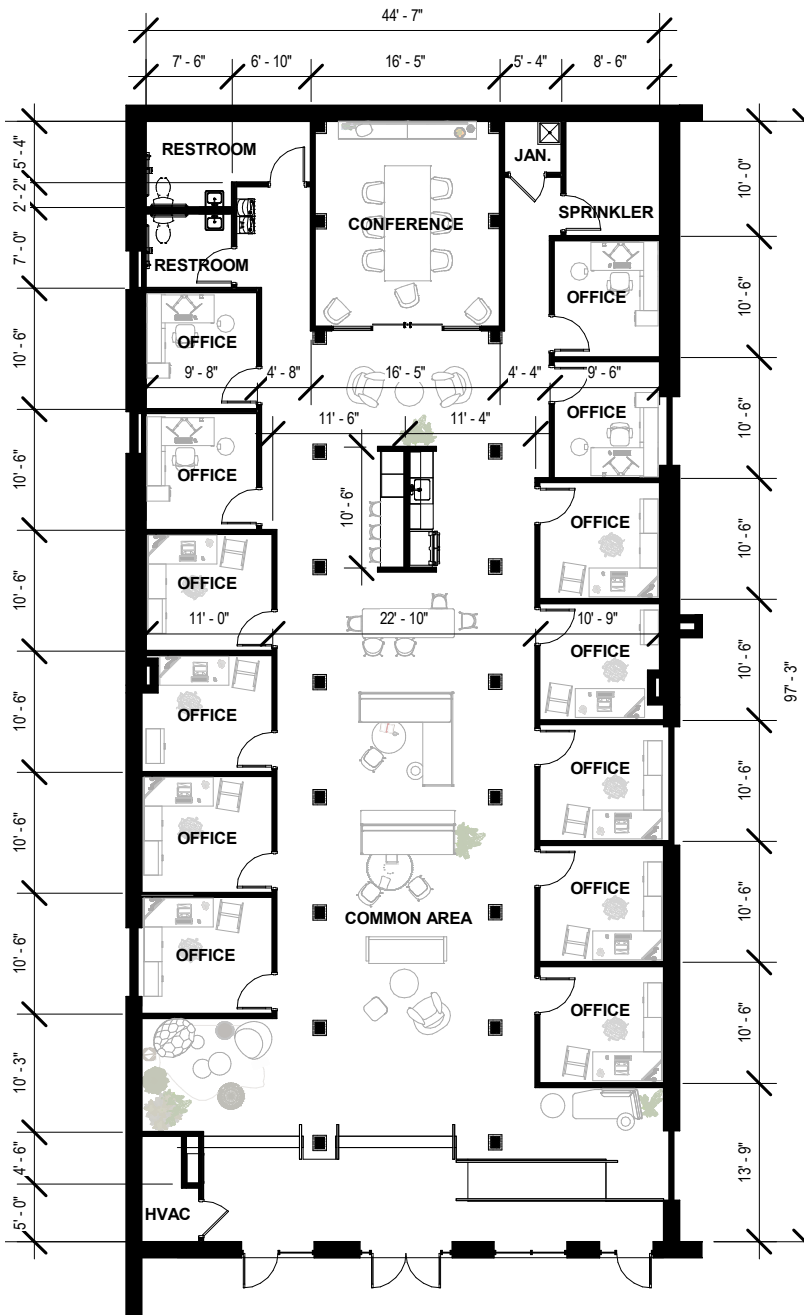 44' - 7"
7' - 6"
6' - 10"
16' - 5"
5' - 4"
8' - 6"
RESTROOM
JAN.
5' - 4"
10' - 0"
2' - 2"
SPRINKLER
CONFERENCE
7' - 0"
RESTROOM
OFFICE
10' - 6"
10' - 6"
OFFICE
9' - 8"
4' - 8"
16' - 5"
4' - 4"
9' - 6"
OFFICE
10' - 6"
11' - 6"
11' - 4"
10' - 6"
OFFICE
10' - 6"
10' - 6"
OFFICE
10' - 6"
OFFICE
10' - 6"
11' - 0"
22' - 10"
10' - 9"
OFFICE
10' - 6"
97' - 3"
OFFICE
10' - 6"
OFFICE
10' - 6"
OFFICE
10' - 6"
OFFICE
10' - 6"
COMMON AREA
OFFICE
10' - 6"
OFFICE
10' - 6"
10' - 3"
4' - 6"
13' - 9"
HVAC
5' - 0"